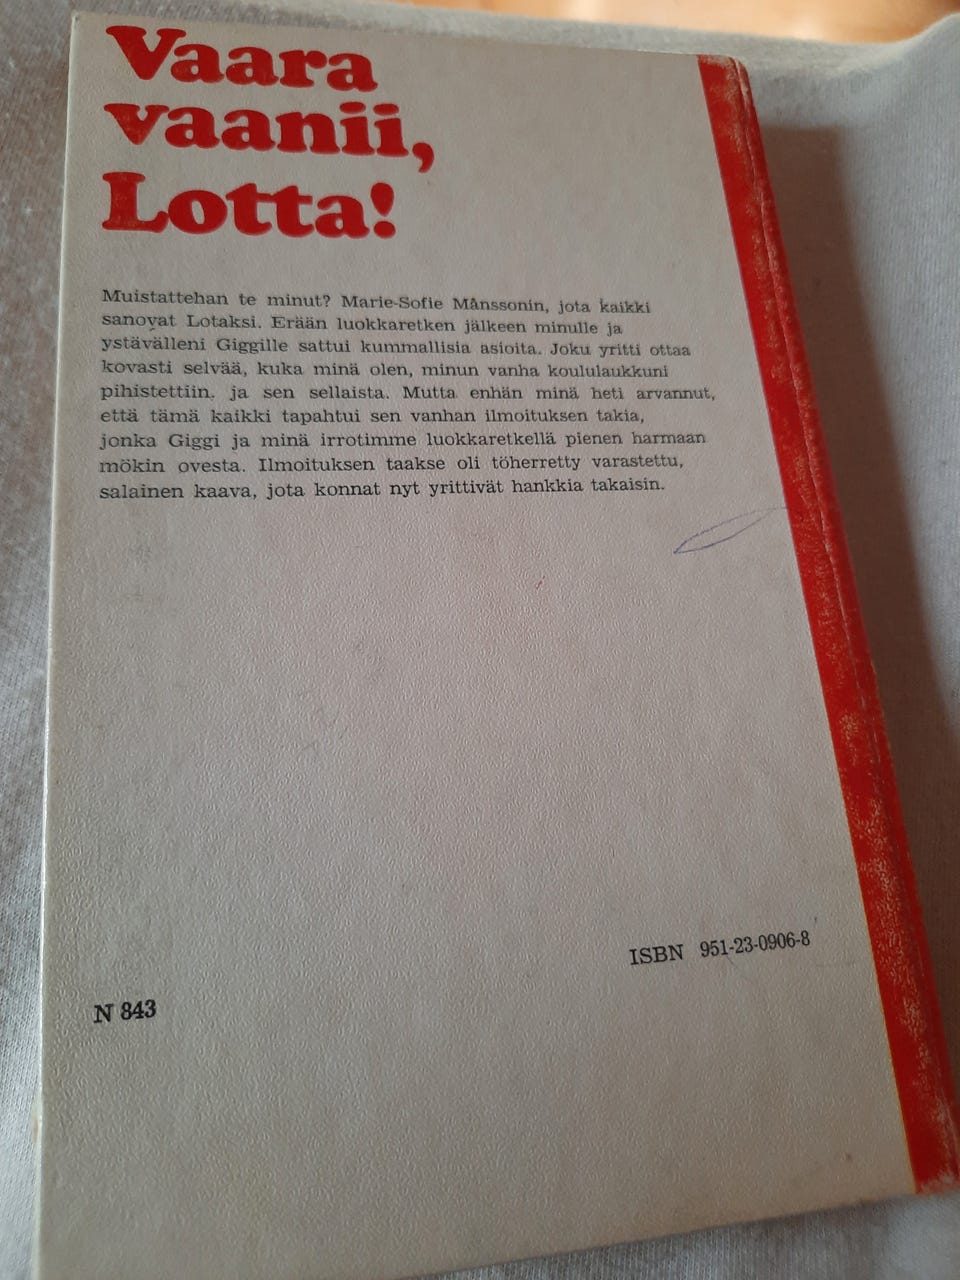 Vaara
vaanii,
Lotta!
Muistattehan te minut? Marie-Sofie Månssonin, jota kaikki
sanovat Lotaksi. Erään luokkaretken jälkeen minulle ja
ystävälleni Giggille sattui kummallisia asioita. Joku yritti ottaa
kovasti selvää, kuka minä olen, minun vanha koululaukkuni
pihistettiin. ja sen sellaista. Mutta enhän minä heti arvannut,
että tämä kaikki tapahtui sen vanhan ilmoituksen takia,
jonka Giggi ja minä irrotimme luokkaretkellä pienen harmaan
mökin ovesta. Ilmoituksen taakse oli töherretty varastettu,
salainen kaava, jota konnat nyt yrittivät hankkia takaisin.
ISBN 951-23-0906-8
N 843